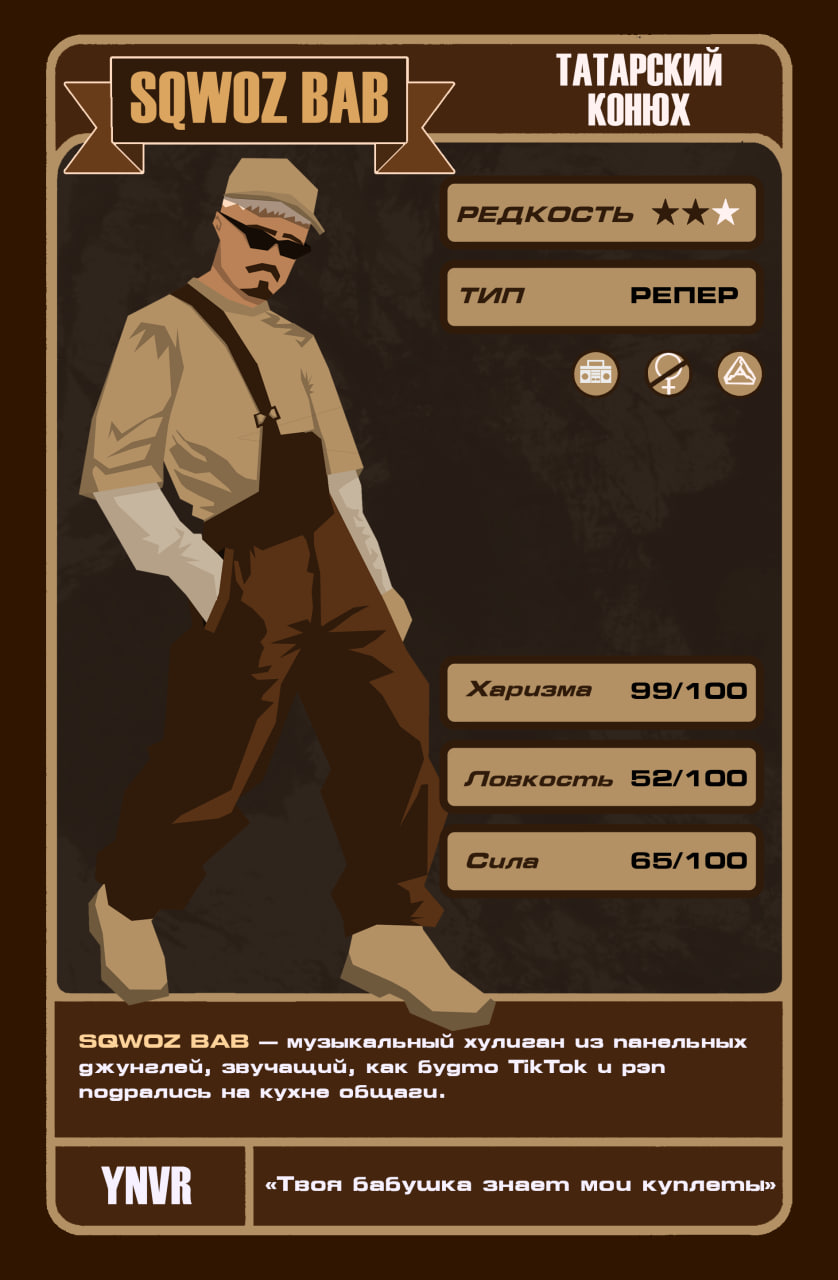 SQWOZ BAB
ТАТАРСКИЙ
КОНЮХ
РЕДКОСТЬ
ТИП РЕПЕР
Харизма 99/100
Ловкость 52/100
Сила 65/100
SQWOZ BAB — музыкальный хулиган из панельных
джунглей, звучащий, как будто TikTok и рэп
подрались на кухне общаги.
YNVR
«Твоя бабушка знает мои куплеты»